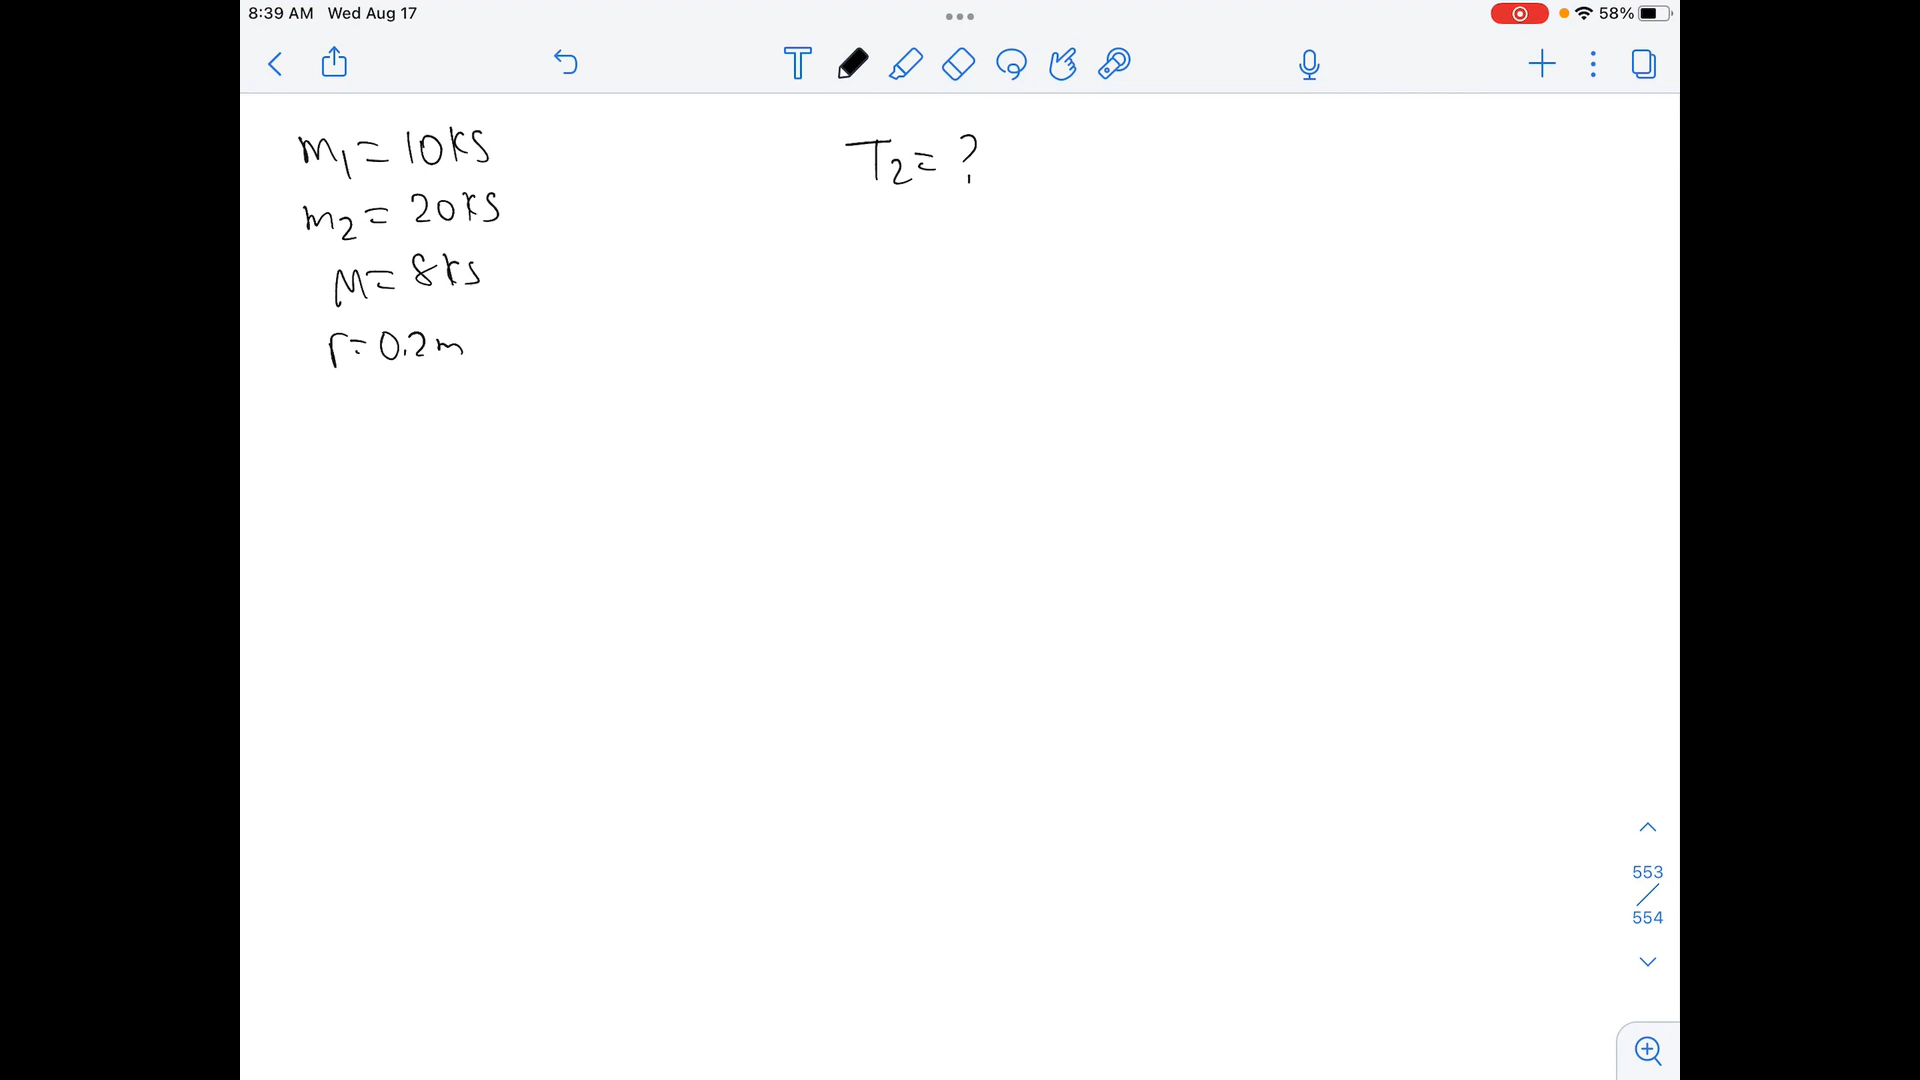 8:39 AM Wed Aug 17
58%
m₁ = 10kg
T₂ = ?
m₂ = 20kg
M = 8kg
r = 0.2m
553
554